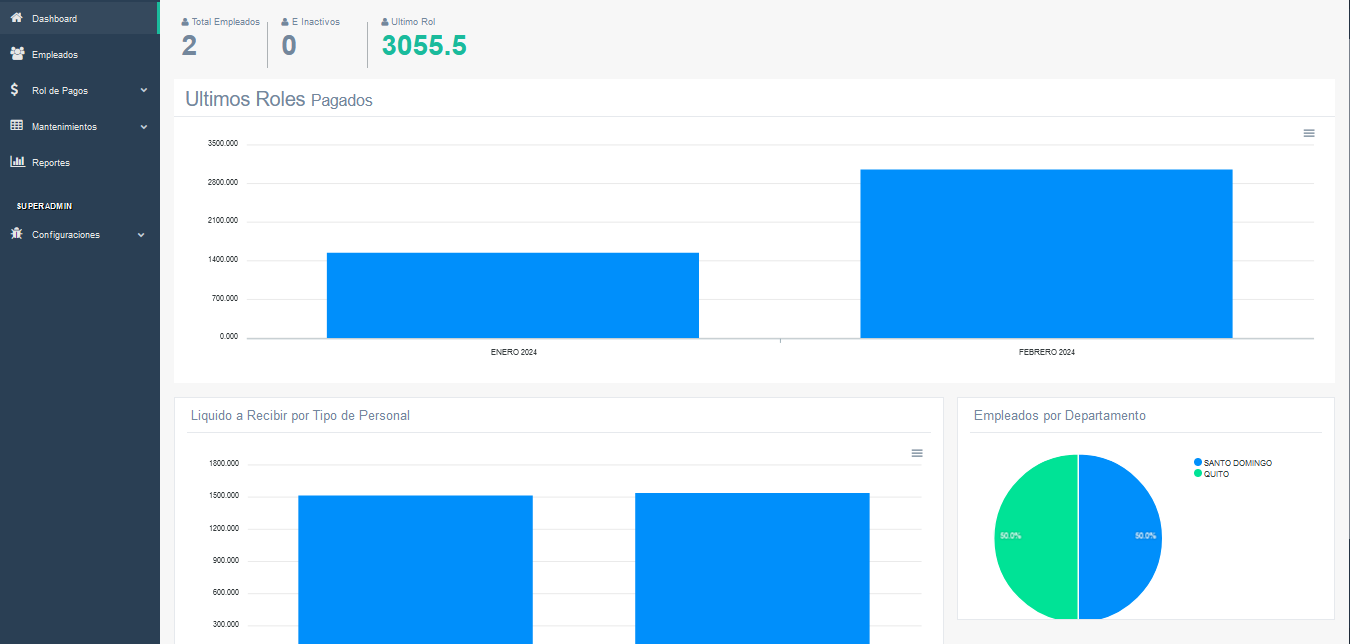 Dashboard
Empleados
Rol de Pagos
Mantenimientos
Reportes
SUPERADMIN
Configuraciones
Total Empleados
2
E Inactivos
0
Ultimo Rol
3055.5
Ultimos Roles Pagados
3500.000
2800.000
2100.000
1400.000
700.000
0.000
ENERO 2024
FEBRERO 2024
Liquido a Recibir por Tipo de Personal
1800.000
1500.000
1200.000
900.000
600.000
300.000
Empleados por Departamento
SANTO DOMINGO
QUITO
50.0%
50.0%